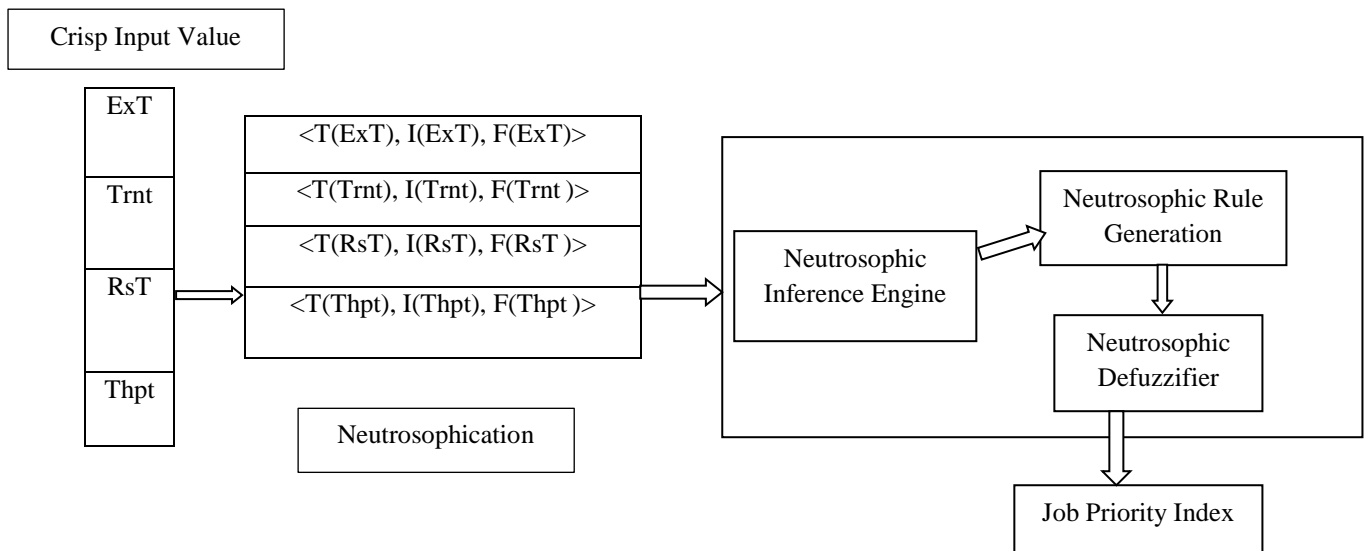 Crisp Input Value
ExT
Trnt
RsT
Thpt
<T(ExT), I(ExT), F(ExT)>
<T(Trnt), I(Trnt), F(Trnt )>
<T(RsT), I(RsT), F(RsT )>
<T(Thpt), I(Thpt), F(Thpt )>
Neutrosophication
Neutrosophic
Inference Engine
Neutrosophic Rule
Generation
Neutrosophic
Defuzzifier
Job Priority Index